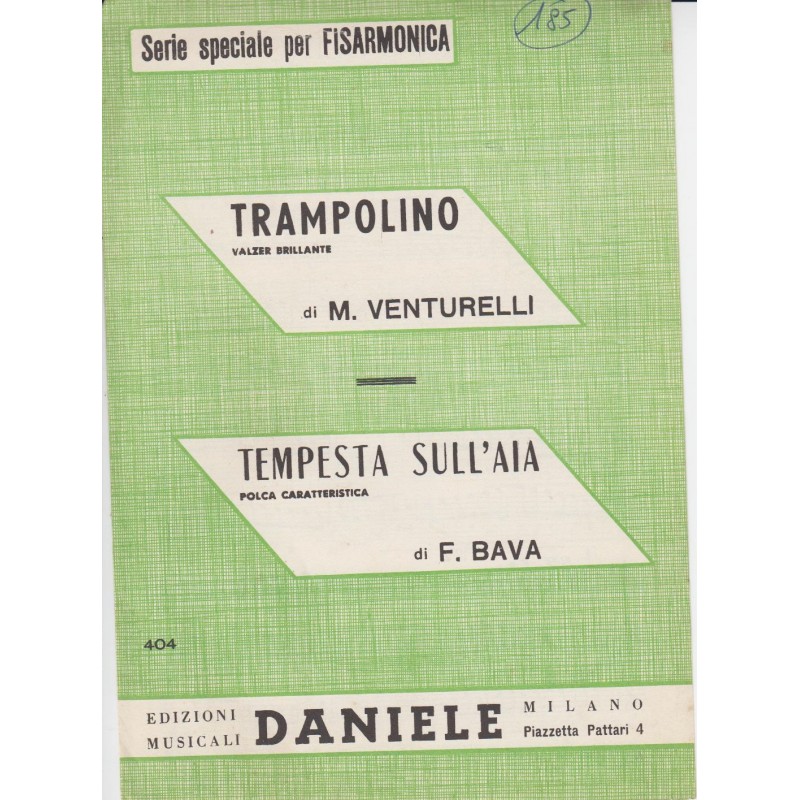 185
Serie speciale per FISARMONICA
TRAMPOLINO
VALZER BRILLANTE
di M. VENTURELLI
TEMPESTA SULL'AIA
POLCA CARATTERISTICA
di F. BAVA
404
EDIZIONI
MUSICALI
DANIELE
MILANO
Piazzetta Pattari 4